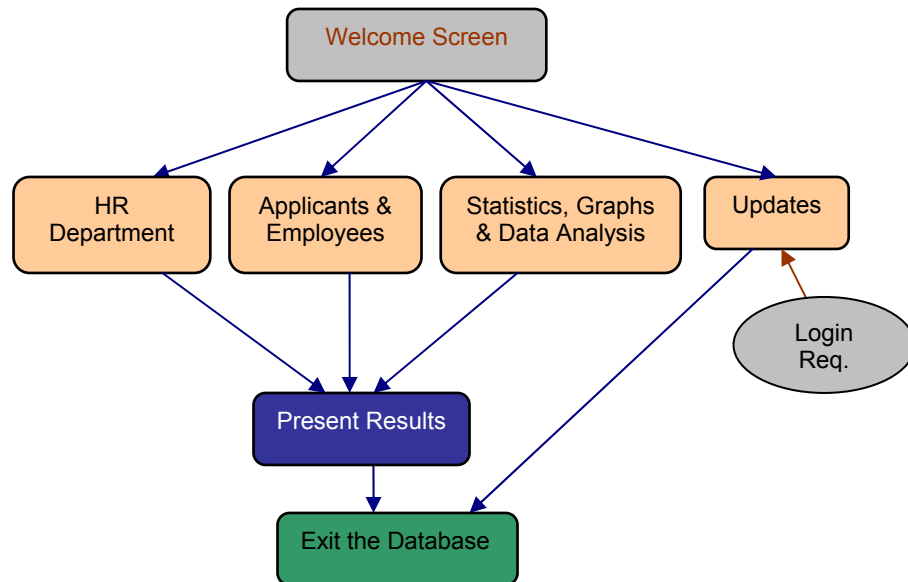 Welcome Screen
HR
Department
Applicants &
Employees
Statistics, Graphs
& Data Analysis
Updates
Login
Req.
Present Results
Exit the Database